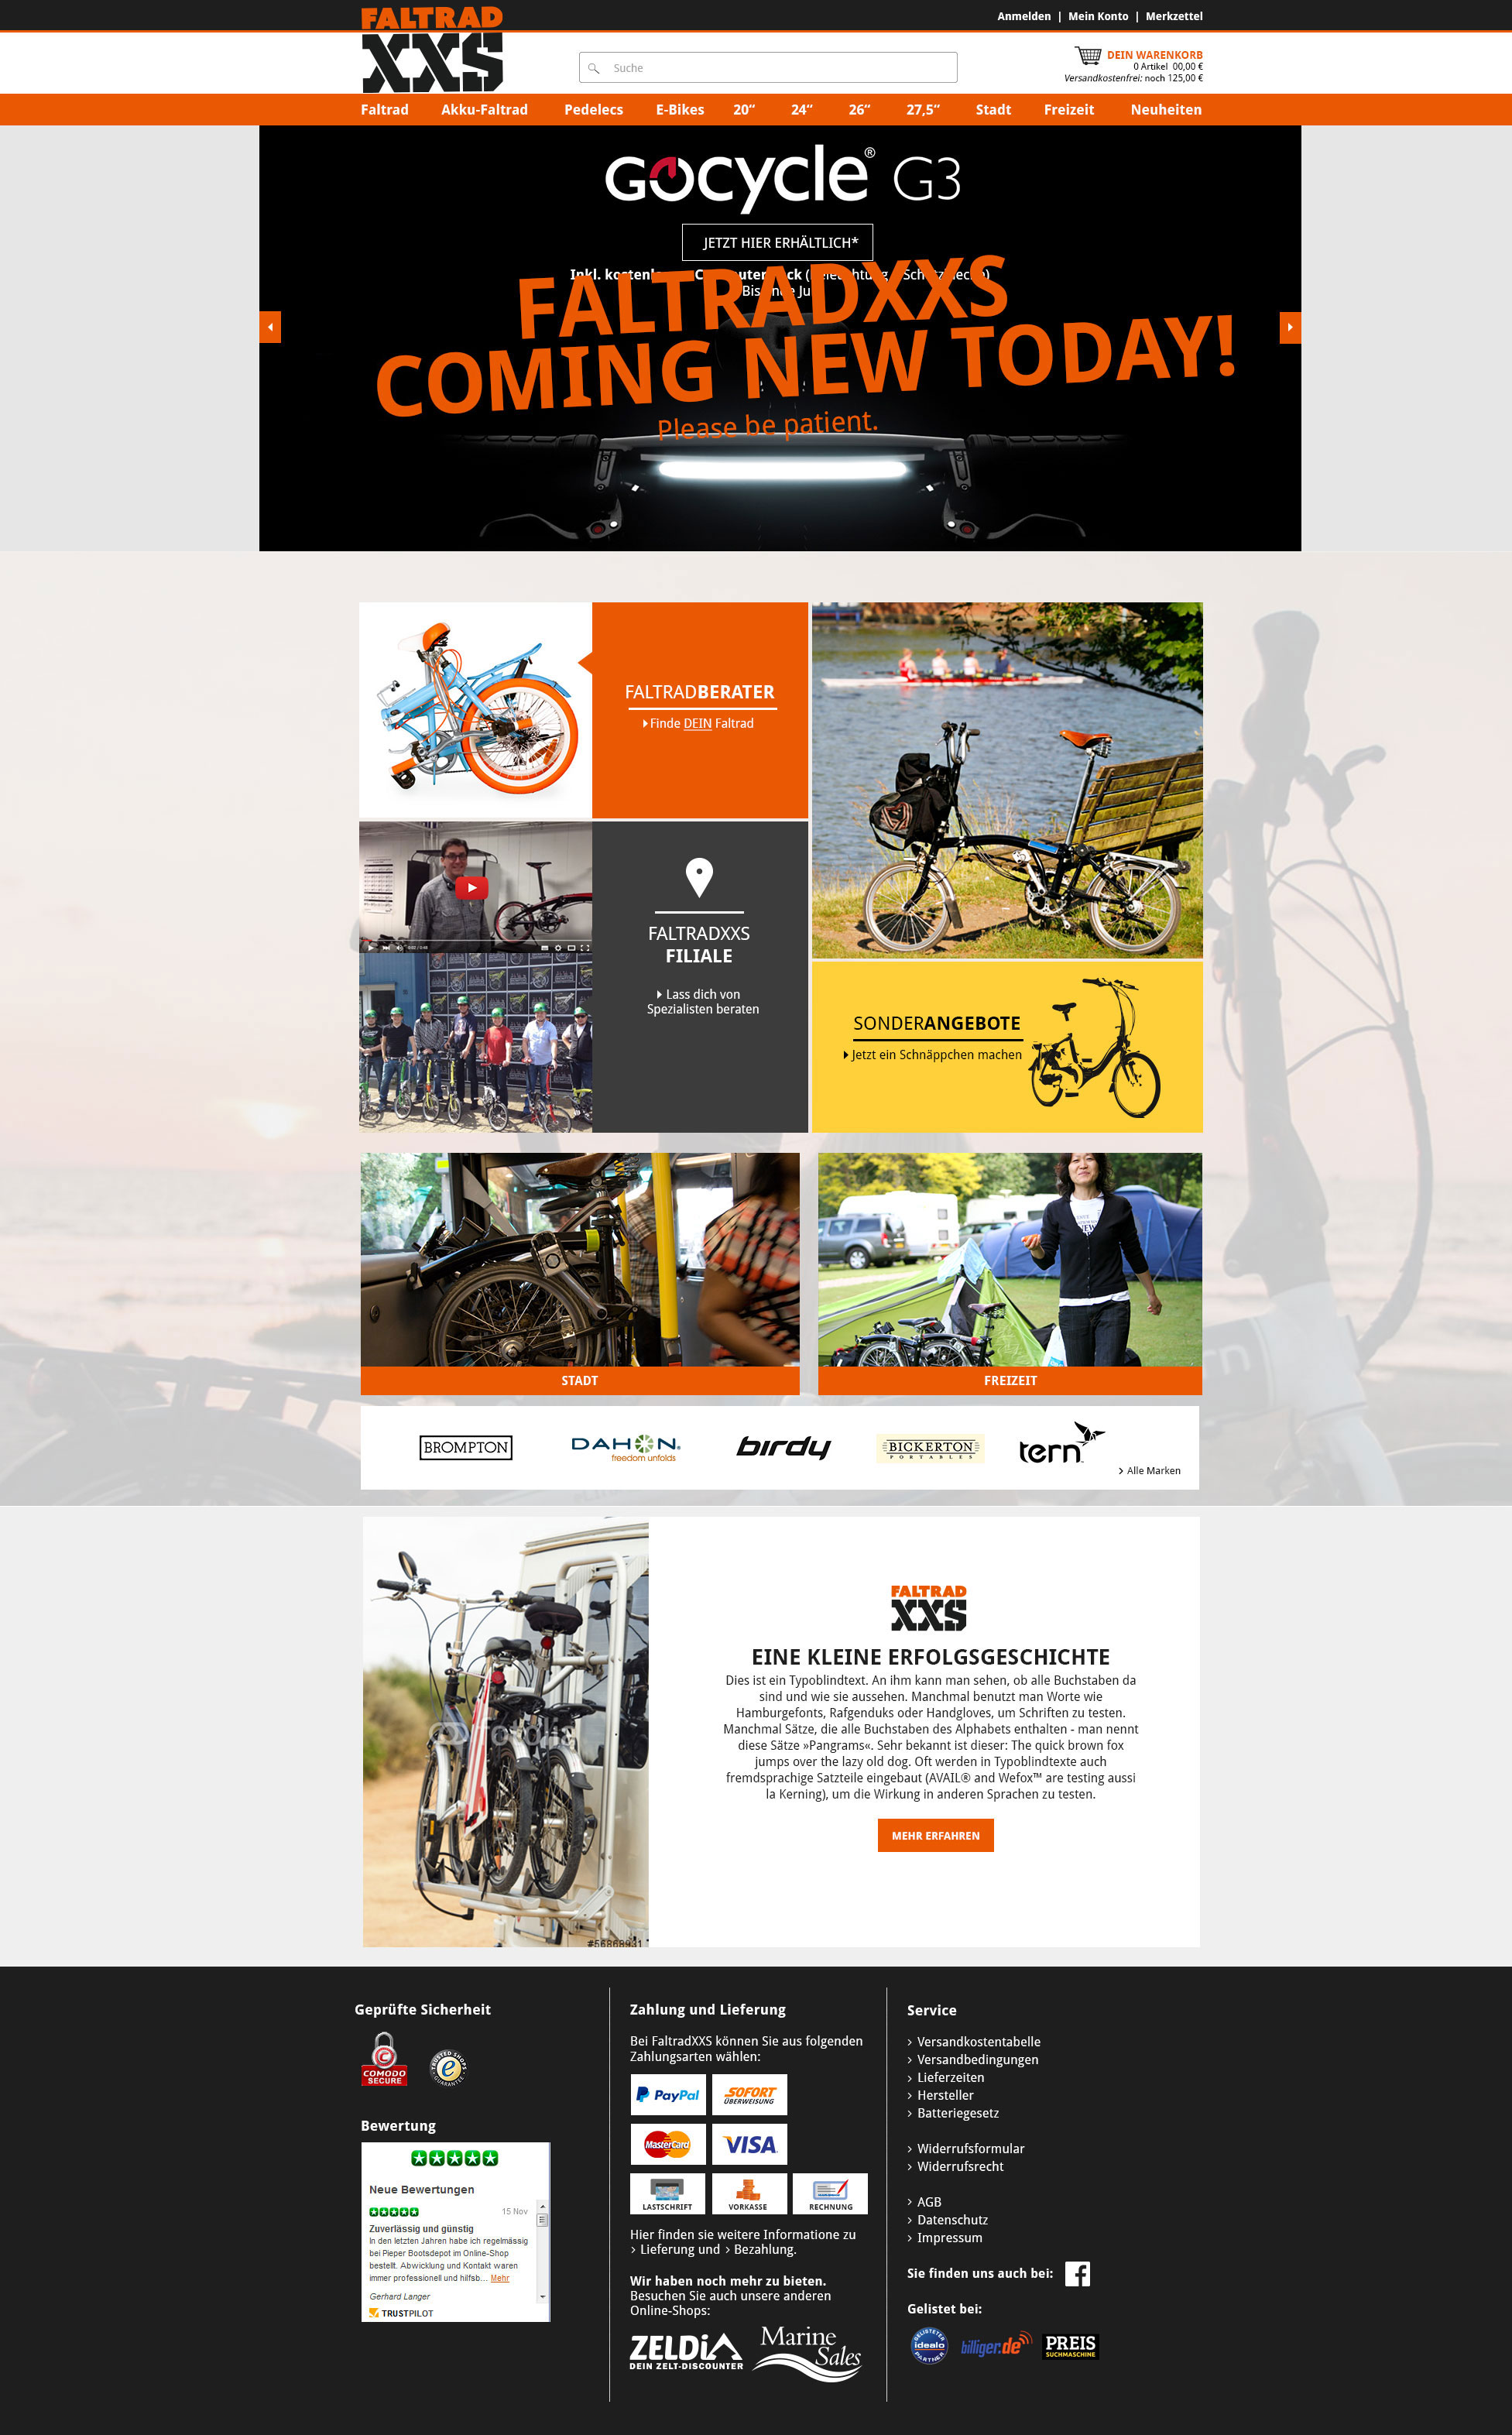 FALTRAD
XXS
Anmelden | Mein Konto | Merkzettel
Suche
DEIN WARENKORB
0 Artikel 00,00 €
Versandkostenfrei: noch 125,00 €
Faltrad Akku-Faltrad Pedelecs E-Bikes 20“ 24“ 26“ 27,5“ Stadt Freizeit Neuheiten
GOCYCLE® G3
JETZT HIER ERHÄLTLICH*
Inkl.
FALTRADXXS
COMING NEW TODAY!
Please be patient.
FALTRADBERATER
Finde DEIN Faltrad
FALTRADXXS
FILIALE
Lass dich von
Spezialisten beraten
SONDERANGEBOTE
Jetzt ein Schnäppchen machen
STADT
FREIZEIT
BROMPTON
DAHON®
freedom unfolds
birdy
BICKERTON
PORTABLES
tern
> Alle Marken
fotolia
FALTRAD
XXS
EINE KLEINE ERFOLGSGESCHICHTE
Dies ist ein Typoblindtext. An ihm kann man sehen, ob alle Buchstaben da
sind und wie sie aussehen. Manchmal benutzt man Worte wie
Hamburgefonts, Rafgenduks oder Handgloves, um Schriften zu testen.
Manchmal Sätze, die alle Buchstaben des Alphabets enthalten - man nennt
diese Sätze »Pangrams«. Sehr bekannt ist dieser: The quick brown fox
jumps over the lazy old dog. Oft werden in Typoblindtexte auch
fremdsprachige Satzteile eingebaut (AVAIL® and Wefox™ are testing aussi
la Kerning), um die Wirkung in anderen Sprachen zu testen.
MEHR ERFAHREN
Geprüfte Sicherheit
COMODO
SECURE
TRUSTED SHOPS
GUARANTEE
Bewertung
Neue Bewertungen
15 Nov
Zuverlässig und günstig
In den letzten Jahren habe ich regelmässig
bei Pieper Bootsdepot im Online-Shop
bestellt. Abwicklung und Kontakt waren
immer professionell und hilfsb... Mehr
Gerhard Langer
TRUSTPILOT
Zahlung und Lieferung
Bei FaltradXXS können Sie aus folgenden
Zahlungsarten wählen:
PayPal
SOFORT
ÜBERWEISUNG
MasterCard
VISA
LASTSCHRIFT
VORKASSE
RECHNUNG
Hier finden sie weitere Informatione zu
> Lieferung und > Bezahlung.
Wir haben noch mehr zu bieten.
Besuchen Sie auch unsere anderen
Online-Shops:
ZELDiA
DEIN ZELT-DISCOUNTER
Marine
Sales
Service
> Versandkostentabelle
> Versandbedingungen
> Lieferzeiten
> Hersteller
> Batteriegesetz
> Widerrufsformular
> Widerrufsrecht
> AGB
> Datenschutz
> Impressum
Sie finden uns auch bei:
Gelistet bei:
GELISTETER
idealo
PARTNER
billiger.de
PREIS
SUCHMASCHINE